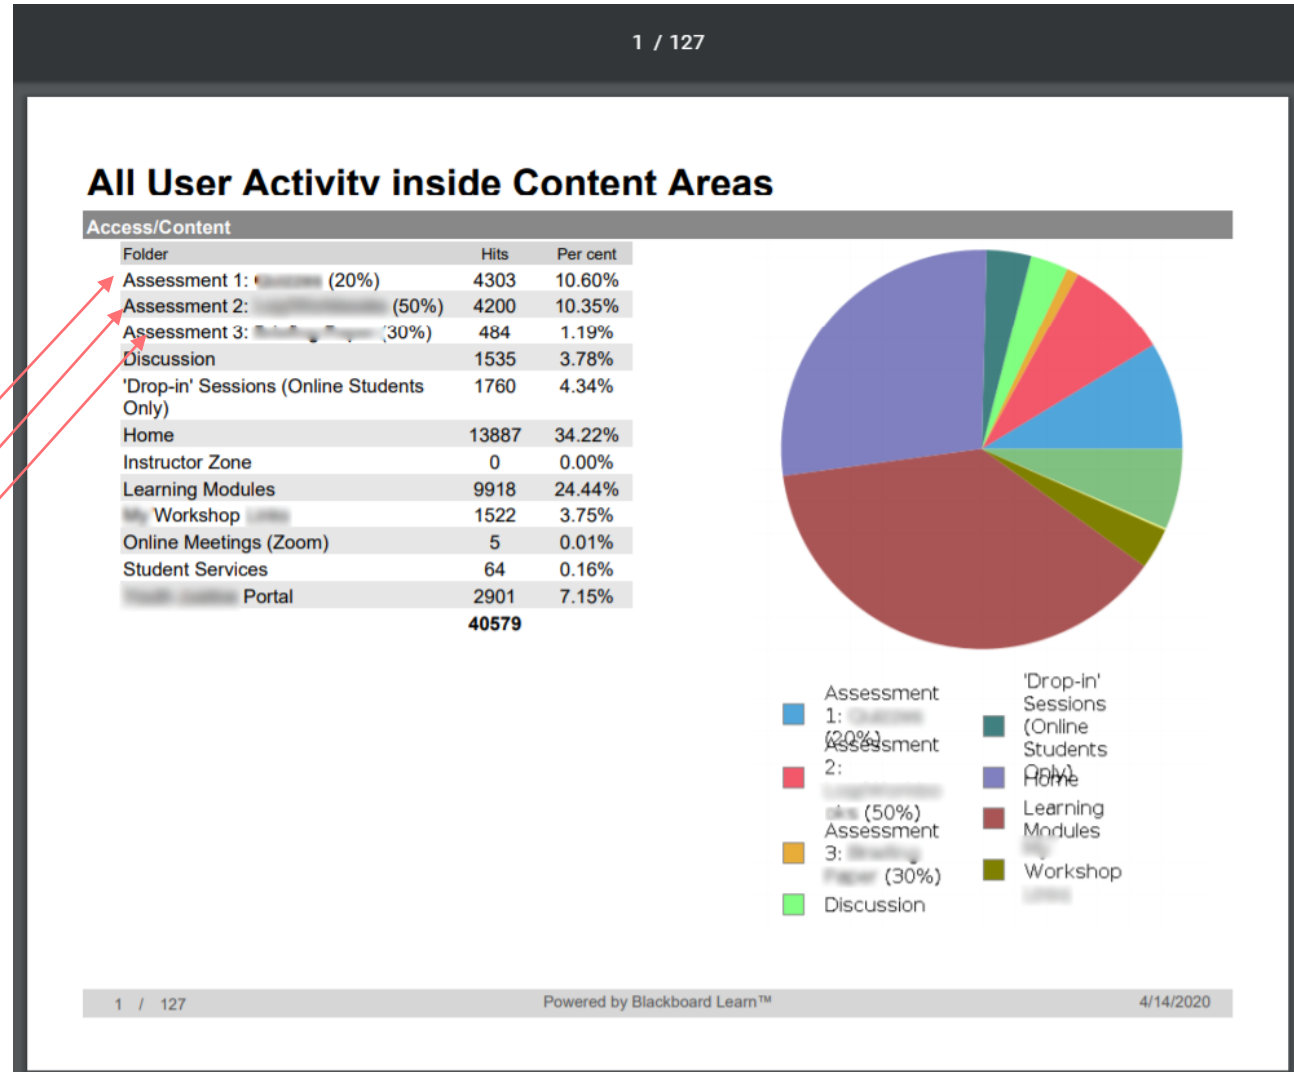 1 / 127
All User Activity inside Content Areas
Access/Content
Folder Hits Per cent
Assessment 1: (20%) 4303 10.60%
Assessment 2: (50%) 4200 10.35%
Assessment 3: (30%) 484 1.19%
Discussion 1535 3.78%
'Drop-in' Sessions (Online Students 1760 4.34%
Only)
Home 13887 34.22%
Instructor Zone 0 0.00%
Learning Modules 9918 24.44%
Workshop 1522 3.75%
Online Meetings (Zoom) 5 0.01%
Student Services 64 0.16%
Portal 2901 7.15%
40579
Assessment
1:
(20%)
Assessment
2:
(50%)
Assessment
3:
(30%)
Discussion
'Drop-in'
Sessions
(Online
Students
Only)
Home
Learning
Modules
Workshop
1 / 127 Powered by Blackboard Learn™ 4/14/2020